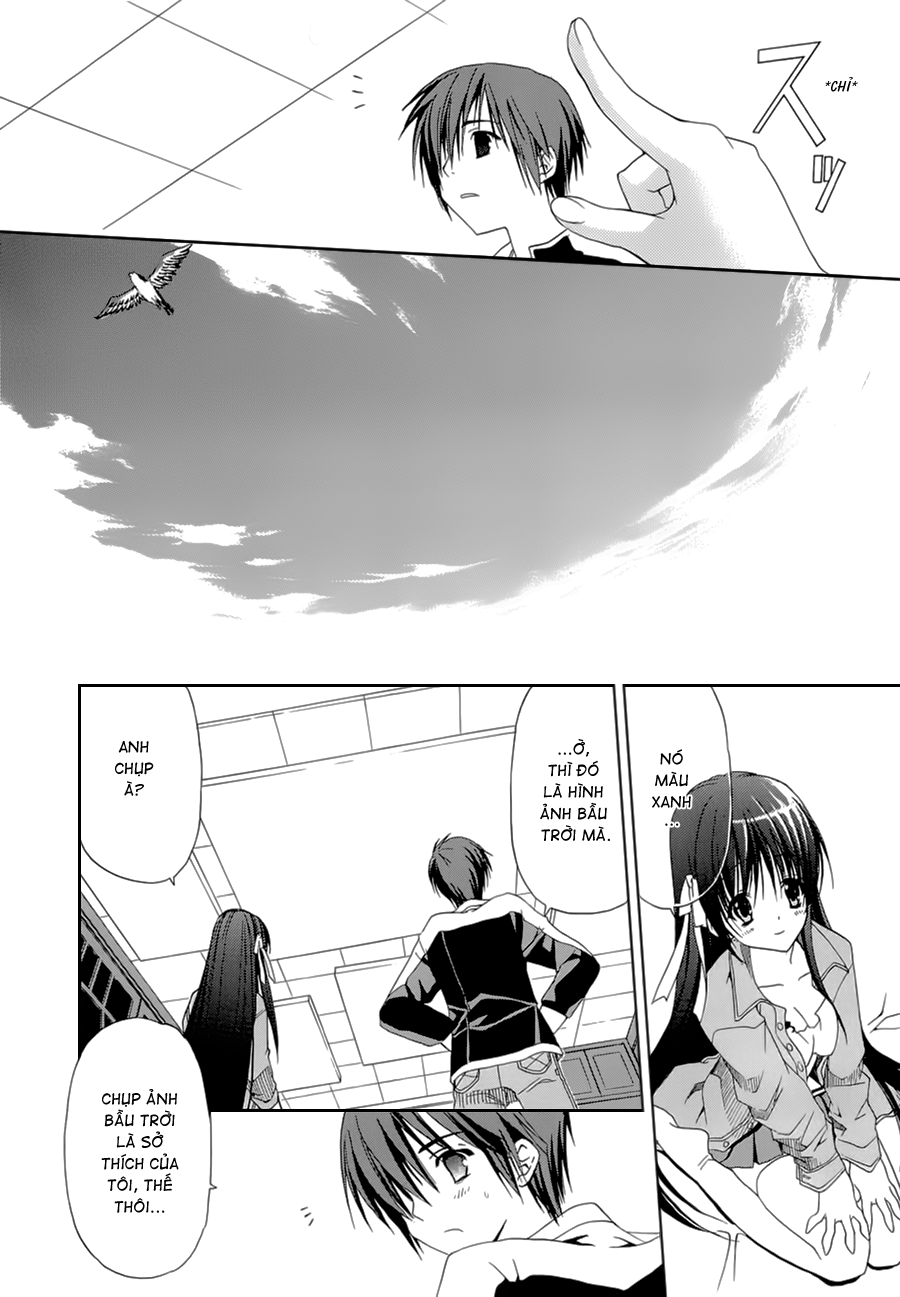 スッ
*CHỈ*
NÓ
MÀU
XANH
...
...Ờ,
THÌ ĐÓ
LÀ HÌNH
ẢNH BẦU
TRỜI MÀ.
ANH
CHỤP
À?
CHỤP ẢNH
BẦU TRỜI
LÀ SỞ
THÍCH CỦA
TÔI, THẾ
THÔI...